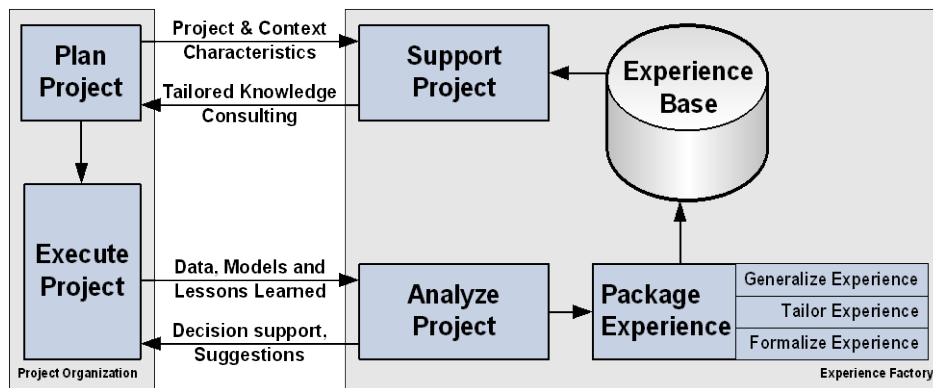 Plan
Project
Project & Context
Characteristics
Tailored Knowledge
Consulting
Support
Project
Experience
Base
Execute
Project
Data, Models and
Lessons Learned
Decision support,
Suggestions
Analyze
Project
Package
Experience
Generalize Experience
Tailor Experience
Formalize Experience
Project Organization
Experience Factory